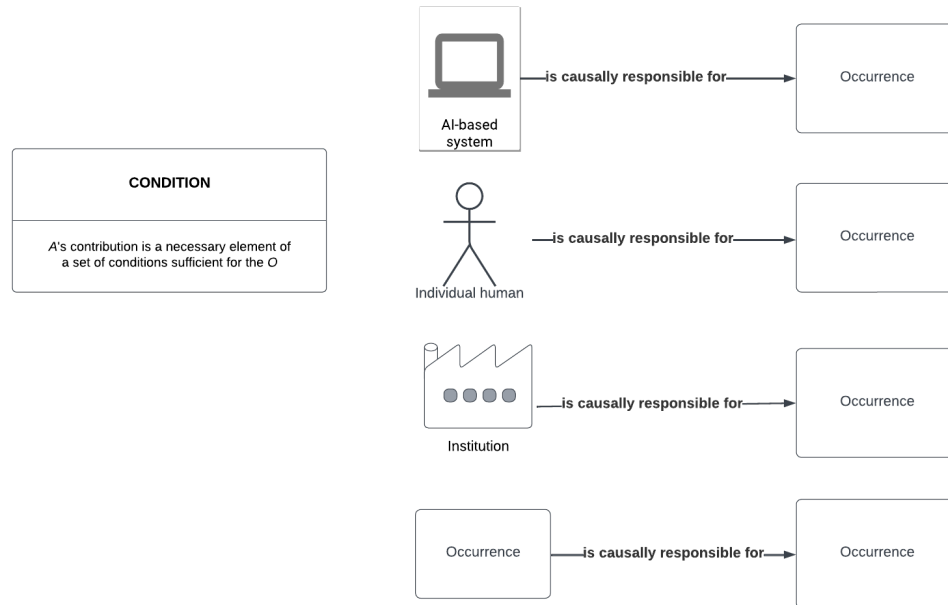 CONDITION
A's contribution is a necessary element of
a set of conditions sufficient for the O
AI-based
system
is causally responsible for
Occurrence
Individual human
is causally responsible for
Occurrence
Institution
is causally responsible for
Occurrence
Occurrence
is causally responsible for
Occurrence